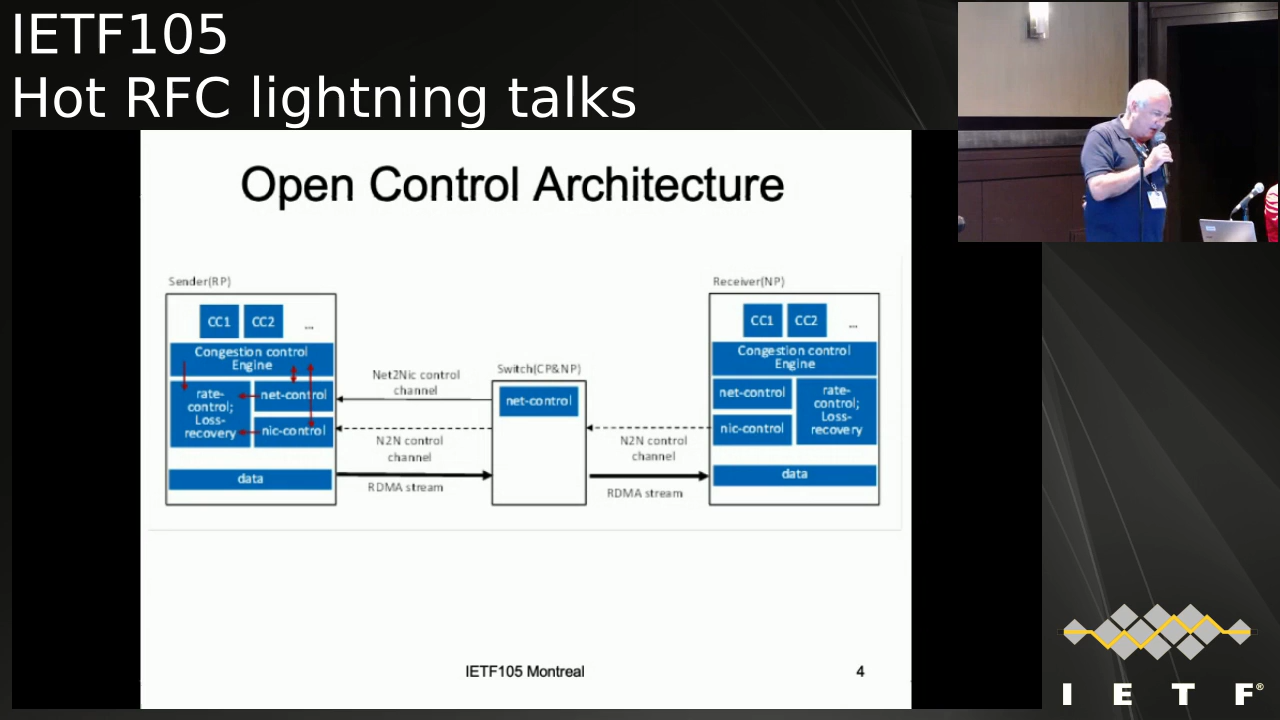 IETF105
Hot RFC lightning talks
Open Control Architecture
Sender(RP)
CC1
CC2
...
Congestion control
Engine
rate-
control;
Loss-
recovery
net-control
nic-control
data
Net2Nic control
channel
N2N control
channel
RDMA stream
Switch(CP&NP)
net-control
N2N control
channel
RDMA stream
Receiver(NP)
CC1
CC2
...
Congestion control
Engine
net-control
nic-control
rate-
control;
Loss-
recovery
data
IETF105 Montreal
4
I E T F®